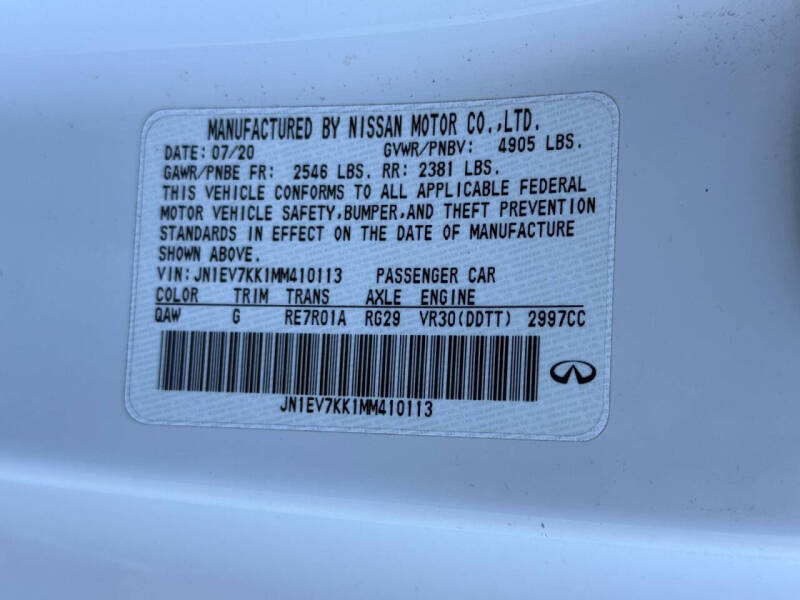 MANUFACTURED BY NISSAN MOTOR CO.,LTD.
DATE: 07/20 GVWR/PNBV: 4905 LBS.
GAWR/PNBE FR: 2546 LBS. RR: 2381 LBS.
THIS VEHICLE CONFORMS TO ALL APPLICABLE FEDERAL
MOTOR VEHICLE SAFETY,BUMPER,AND THEFT PREVENTION
STANDARDS IN EFFECT ON THE DATE OF MANUFACTURE
SHOWN ABOVE.
VIN:JN1EV7KK1MM410113 PASSENGER CAR
COLOR TRIM TRANS AXLE ENGINE
QAW G RE7R01A RG29 VR30(DDTT) 2997CC
JN1EV7KK1MM410113